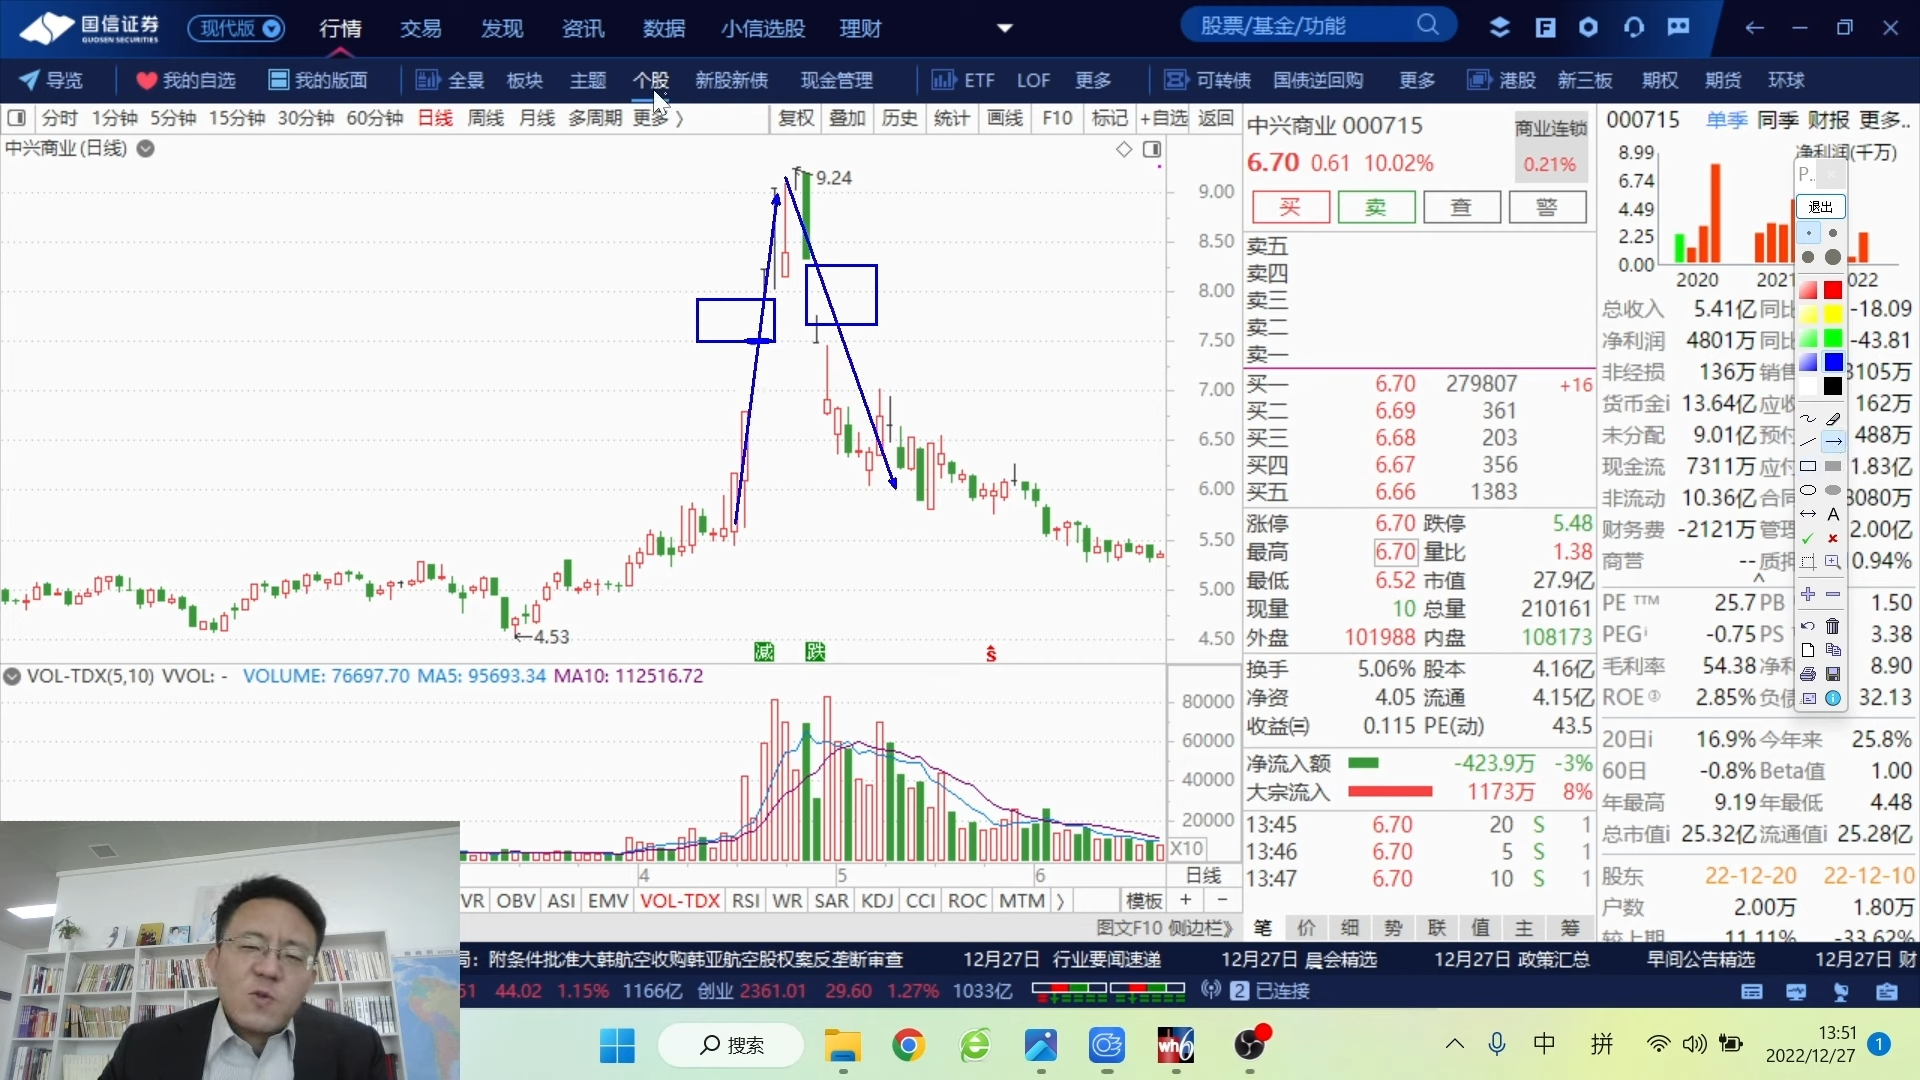 国信证券
GUOSEN SECURITIES
现代版
行情 交易 发现 资讯 数据 小信选股 理财
股票/基金/功能
导览 我的自选 我的版面 全景 板块 主题 个股 新股新债 现金管理 ETF LOF 更多 可转债 国债逆回购 更多 港股 新三板 期权 期货 环球
分时 1分钟 5分钟 15分钟 30分钟 60分钟 日线 周线 月线 多周期 更多 〉 复权 叠加 历史 统计 画线 F10 标记 +自选 返回
中兴商业 (日线)
9.24
9.00
8.50
8.00
7.50
7.00
6.50
6.00
5.50
5.00
4.50
4.53
减 跌 $
VOL-TDX(5,10) VVOL: - VOLUME: 76697.70 MA5: 95693.34 MA10: 112516.72
80000
60000
40000
20000
X10
4 5 6 日线
VR OBV ASI EMV VOL-TDX RSI WR SAR KDJ CCI ROC MTM 〉 模板 + −
图文F10 侧边栏》
中兴商业 000715
商业连锁
6.70 0.61 10.02%
0.21%
买 卖 查 警
卖五
卖四
卖三
卖二
卖一
买一 6.70 279807 +16
买二 6.69 361
买三 6.68 203
买四 6.67 356
买五 6.66 1383
涨停 6.70 跌停 5.48
最高 6.70 量比 1.38
最低 6.52 市值 27.9亿
现量 10 总量 210161
外盘 101988 内盘 108173
换手 5.06% 股本 4.16亿
净资 4.05 流通 4.15亿
收益㈢ 0.115 PE(动) 43.5
净流入额 -423.9万 -3%
大宗流入 1173万 8%
13:45 6.70 20 S 1
13:46 6.70 5 S 1
13:47 6.70 10 S 1
笔 价 细 势 联 值 主 筹
000715 单季 同季 财报 更多..
净利润(千万)
8.99
6.74
4.49
2.25
0.00
2020 2021 022
总收入 5.41亿 同比 -18.09
净利润 4801万 同比 -43.81
非经损 136万 销售 3105万
货币金i 13.64亿 应收 162万
未分配 9.01亿 预付 488万
现金流 7311万 应付 1.83亿
非流动 10.36亿 合同 8080万
财务费 -2121万 管理 2.00亿
商营 -- 质押 0.94%
PE TTM 25.7 PB 1.50
PEG -0.75 PS 3.38
毛利率 54.38 净利 8.90
ROE 2.85% 负债 32.13
20日i 16.9% 今年来 25.8%
60日 -0.8% Beta值 1.00
年最高 9.19 年最低 4.48
总市值i 25.32亿 流通值i 25.28亿
股东 22-12-20 22-12-10
户数 2.00万 1.80万
较上期 11.11% -33.62%
P..
退出
A
局：附条件批准大韩航空收购韩亚航空股权案反垄断审查 12月27日 行业要闻速递 12月27日 晨会精选 12月27日 政策汇总 早间公告精选 12月27日 财
51 44.02 1.15% 1166亿 创业 2361.01 29.60 1.27% 1033亿 2 已连接
搜索
wh6
中 拼
13:51
2022/12/27
1